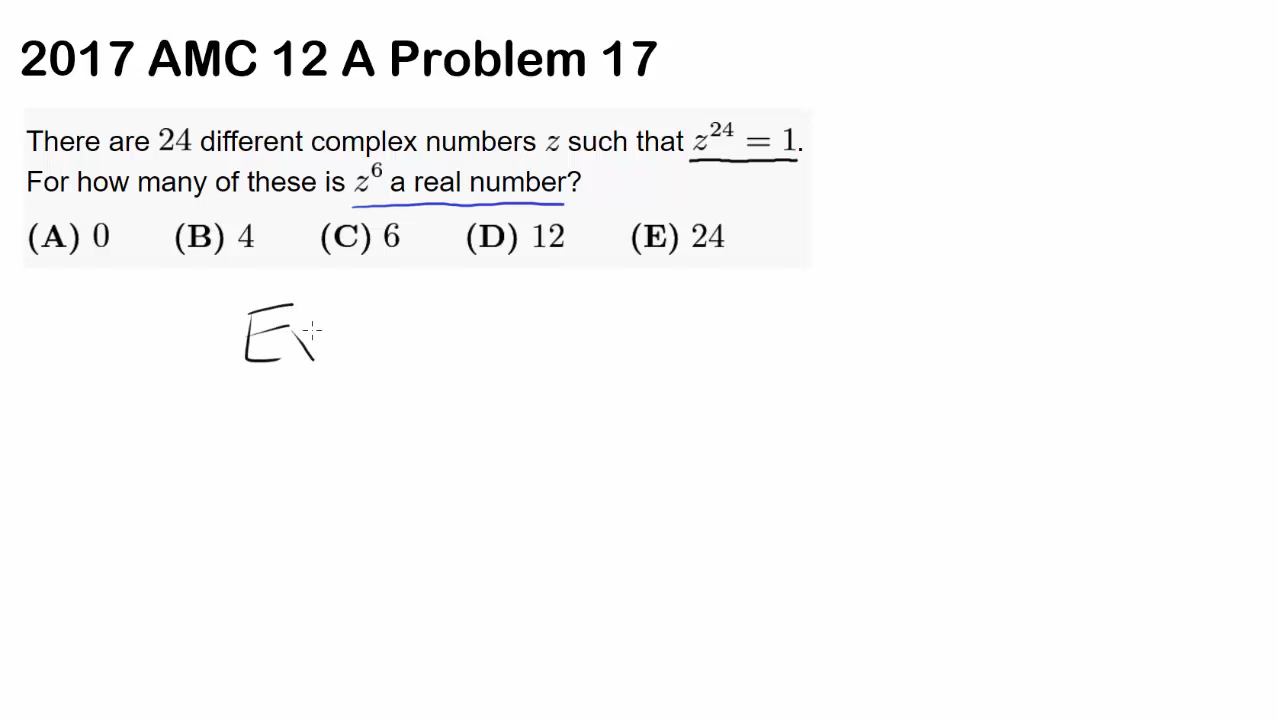 2017 AMC 12 A Problem 17
There are 24 different complex numbers z such that z^24 = 1.
For how many of these is z^6 a real number?
(A) 0 (B) 4 (C) 6 (D) 12 (E) 24